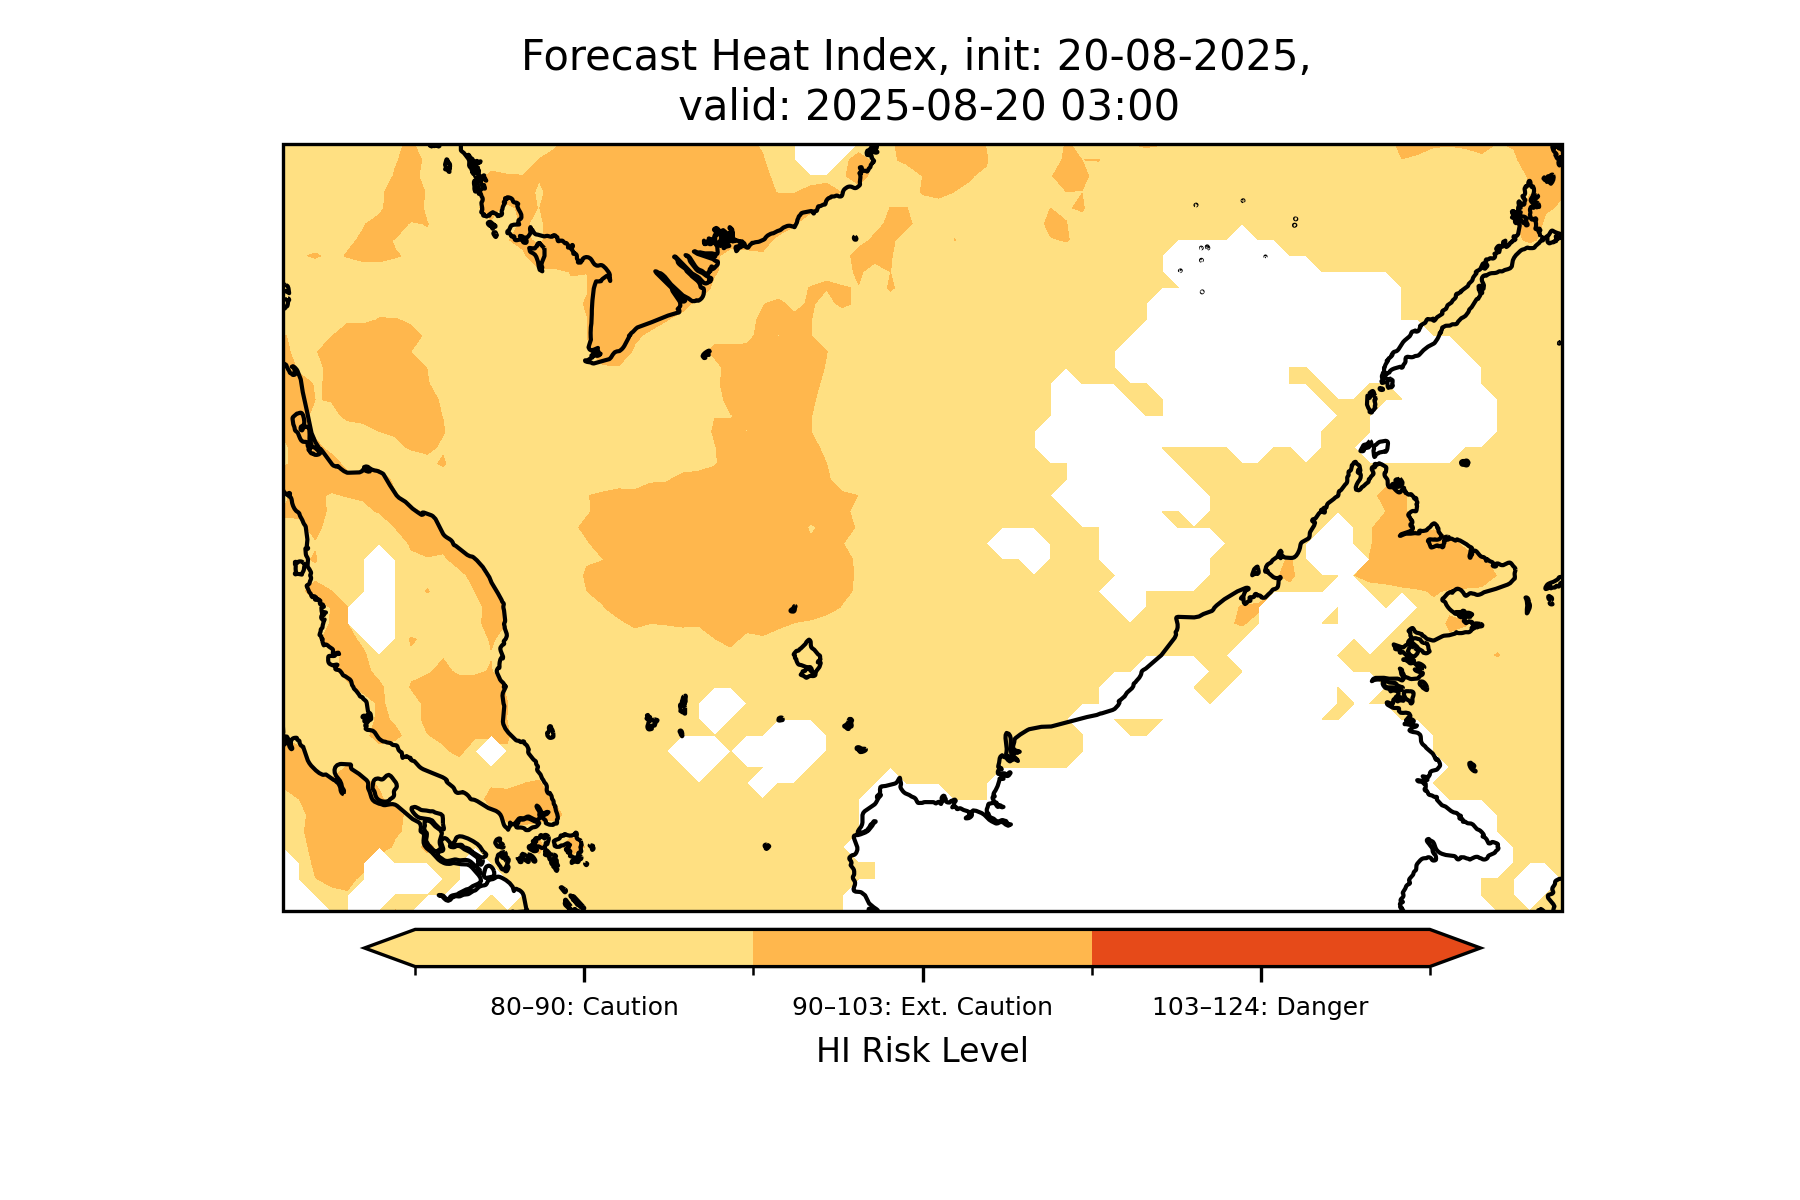 Forecast Heat Index, init: 20-08-2025,
valid: 2025-08-20 03:00
80–90: Caution
90–103: Ext. Caution
103–124: Danger
HI Risk Level